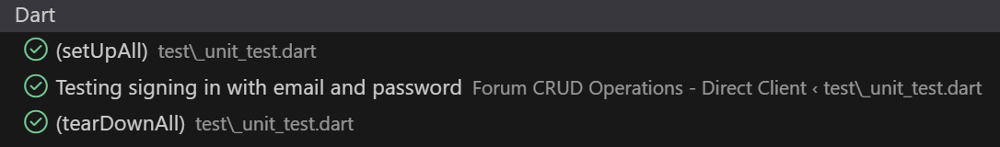 Dart
(setUpAll) test\_unit_test.dart
Testing signing in with email and password Forum CRUD Operations - Direct Client ‹ test\_unit_test.dart
(tearDownAll) test\_unit_test.dart